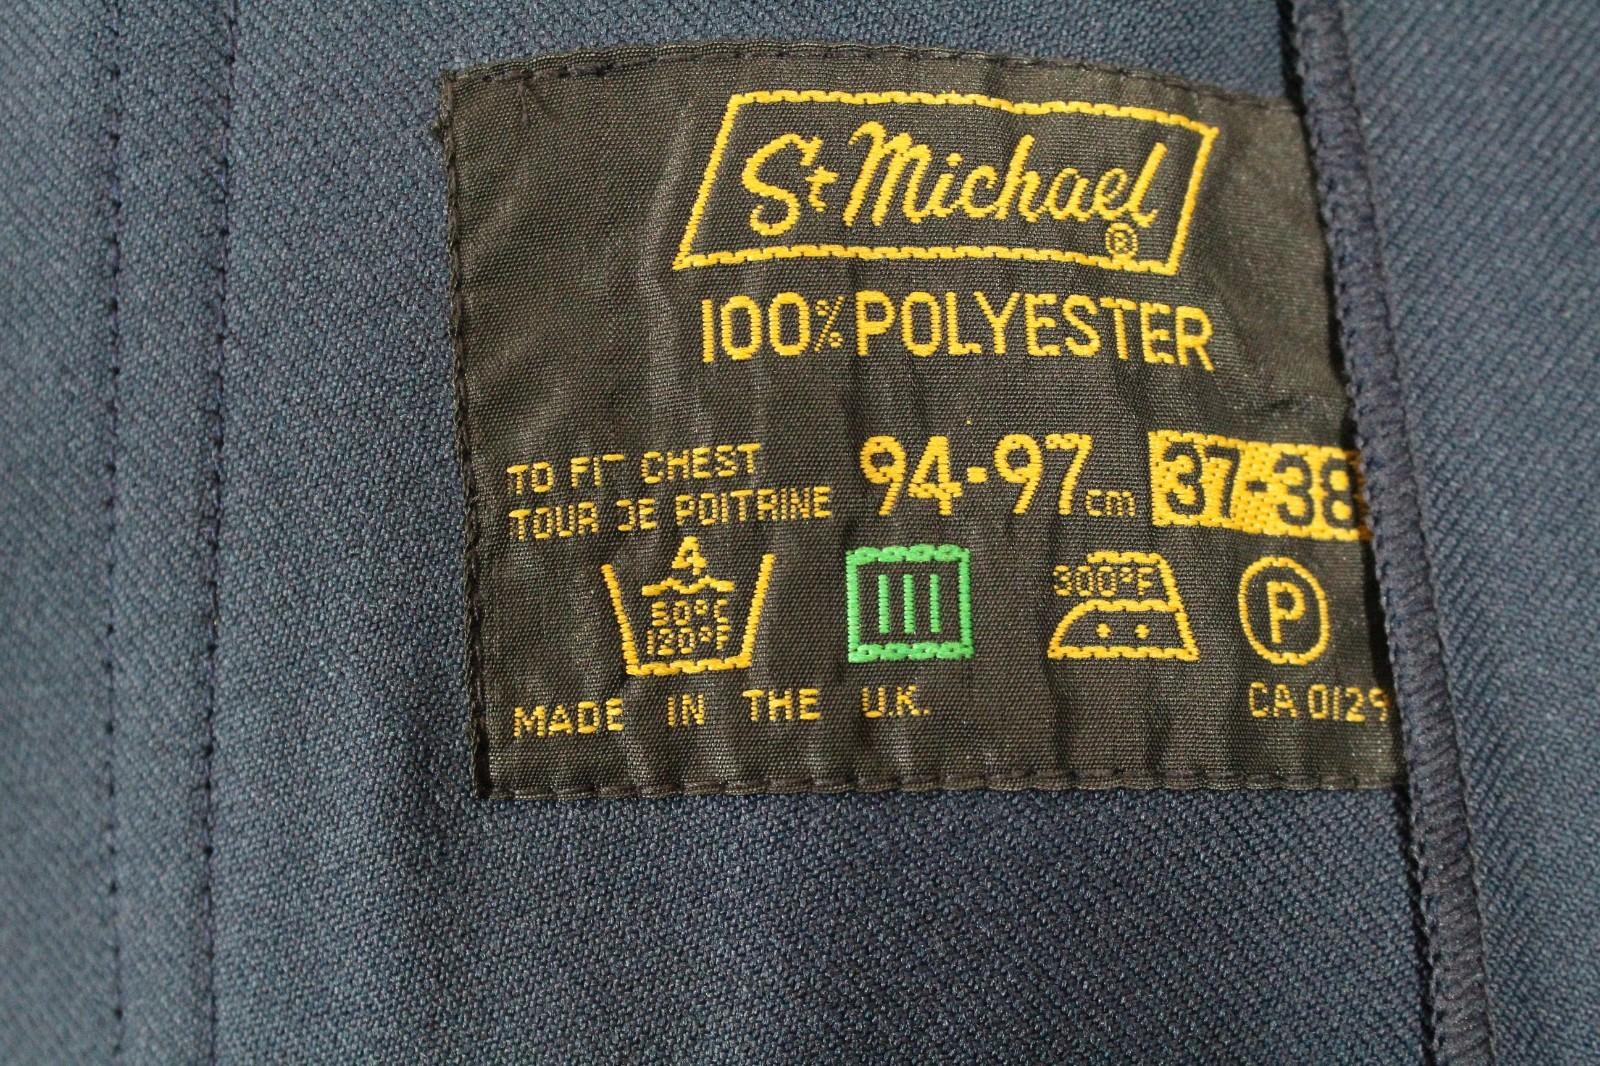 St Michael ®
100% POLYESTER
TO FIT CHEST 94-97cm 37-38
TOUR DE POITRINE
4
50°C
120°F
300°F
P
MADE IN THE U.K. CA 0129